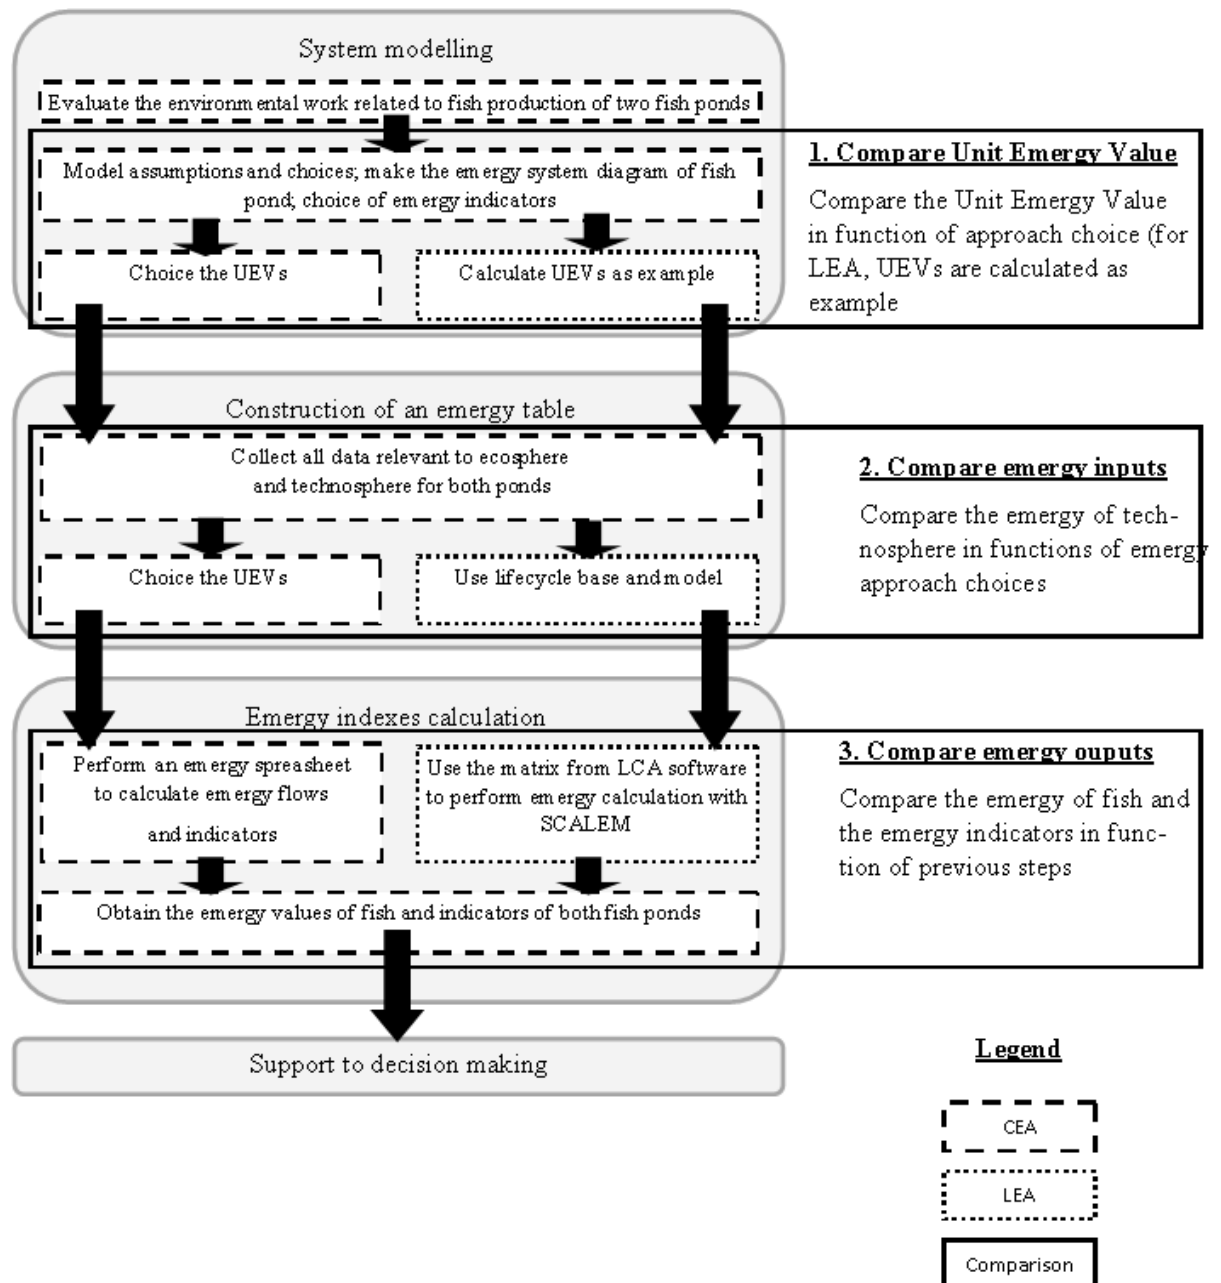 System modelling
Evaluate the environmental work related to fish production of two fish ponds
Model assumptions and choices; make the emergy system diagram of fish
pond; choice of emergy indicators
Choice the UEVs
Calculate UEVs as example
1. Compare Unit Emergy Value
Compare the Unit Emergy Value
in function of approach choice (for
LEA, UEVs are calculated as
example
Construction of an emergy table
Collect all data relevant to ecosphere
and technosphere for both ponds
Choice the UEVs
Use lifecycle base and model
2. Compare emergy inputs
Compare the emergy of tech-
nosphere in functions of emergy
approach choices
Emergy indexes calculation
Perform an emergy spreasheet
to calculate emergy flows
and indicators
Use the matrix from LCA software
to perform emergy calculation with
SCALEM
Obtain the emergy values of fish and indicators of both fish ponds
3. Compare emergy ouputs
Compare the emergy of fish and
the emergy indicators in func-
tion of previous steps
Support to decision making
Legend
CEA
LEA
Comparison